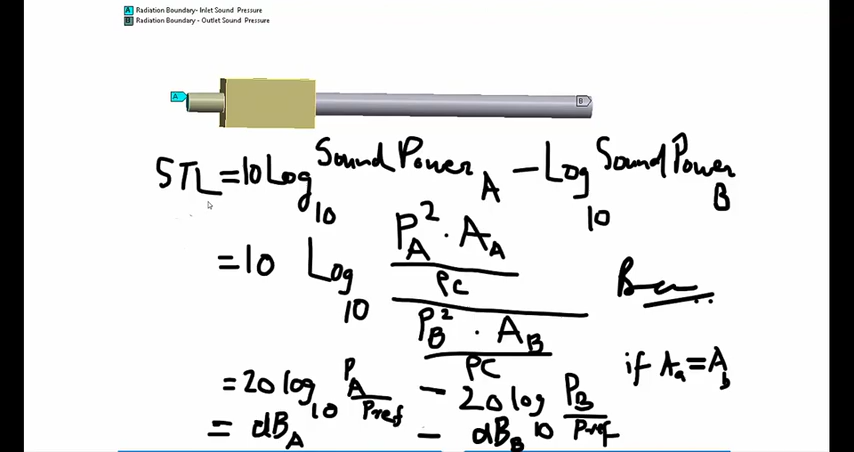 A Radiation Boundary- Inlet Sound Pressure
B Radiation Boundary - Outlet Sound Pressure
A
B
STL = 10 Log10 Sound Power A - Log10 Sound Power B
= 10 Log10 ((PA² . AA / ρc) / (PB² . AB / ρc))
if Aa = Ab
= 20 log10 PA/Pref - 20 log10 PB/Pref
= dBA - dBB